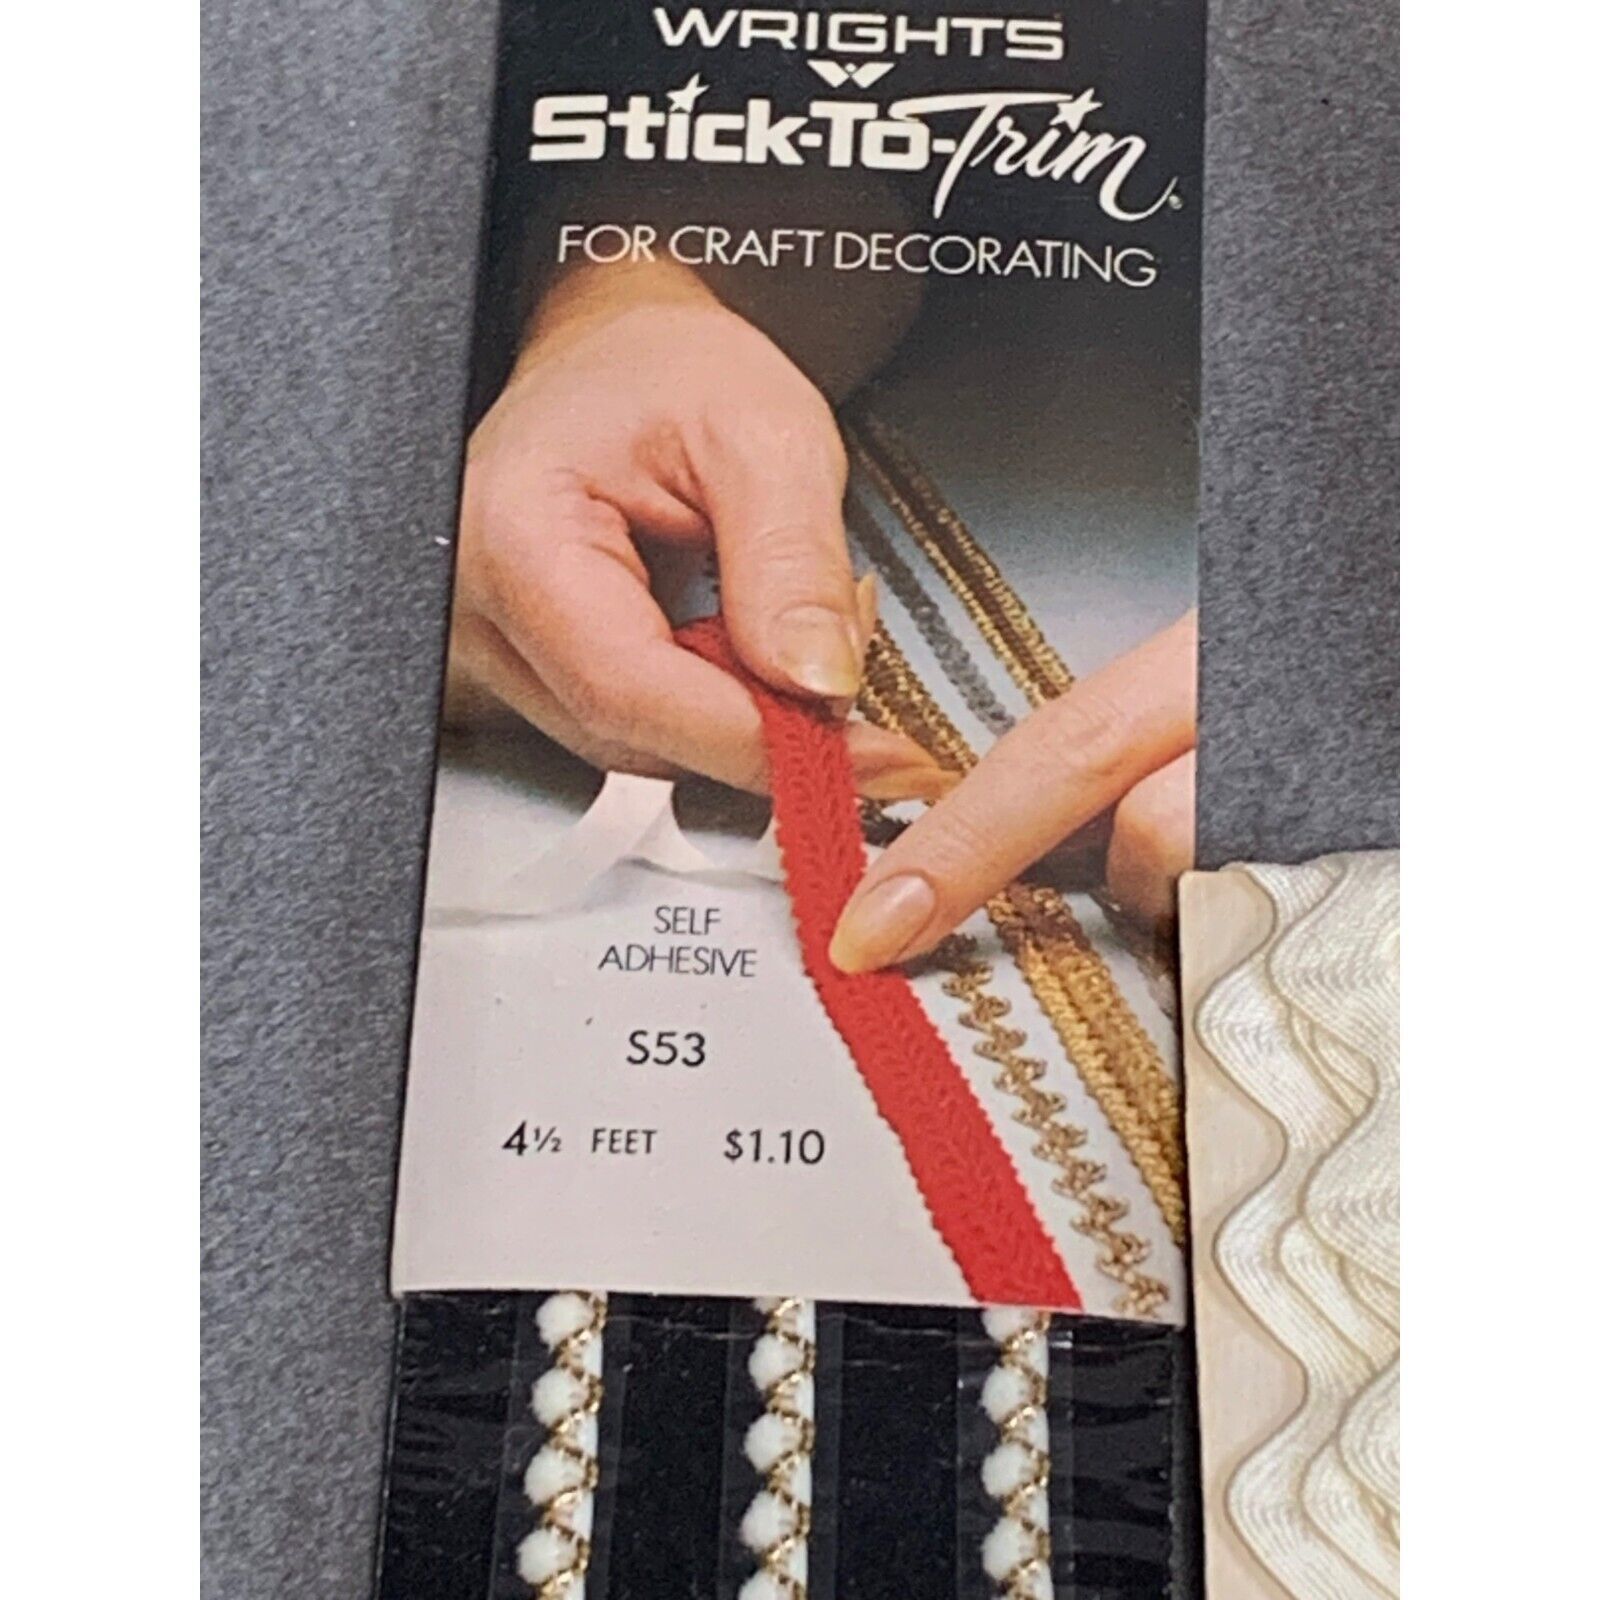 WRIGHTS
Stick-To-Trim®
FOR CRAFT DECORATING
SELF
ADHESIVE
S53
4½ FEET $1.10